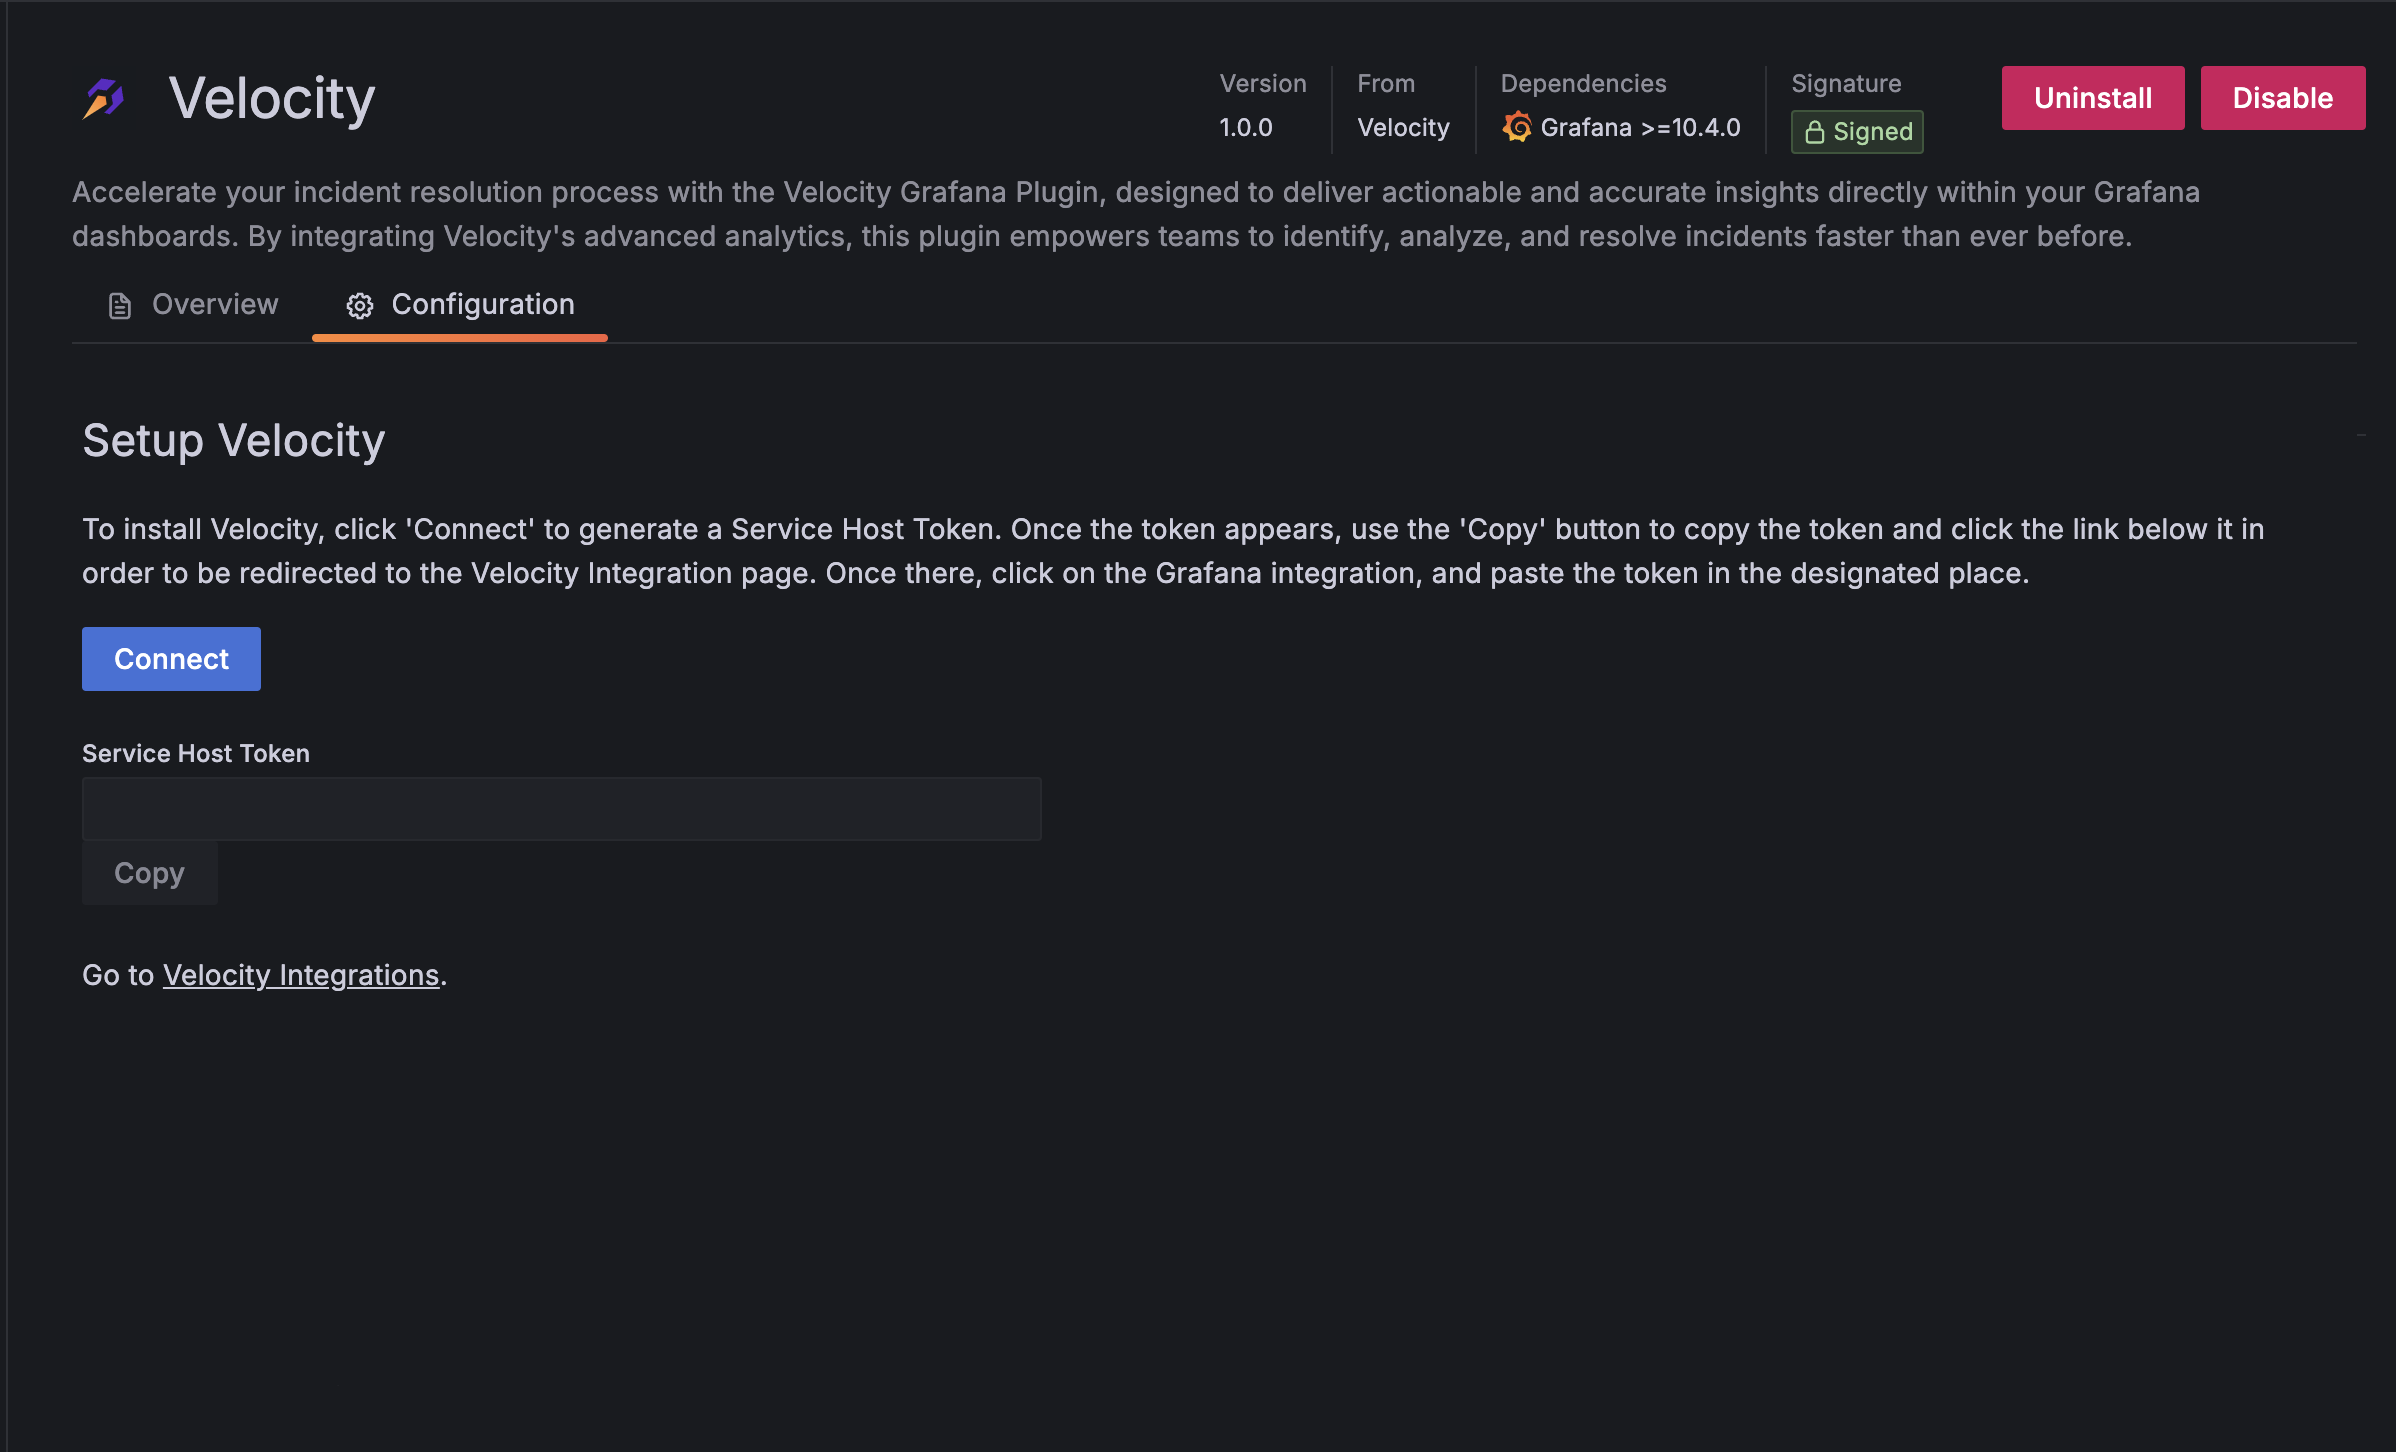 Velocity
Version
1.0.0
From
Velocity
Dependencies
Grafana >=10.4.0
Signature
Signed
Uninstall
Disable
Accelerate your incident resolution process with the Velocity Grafana Plugin, designed to deliver actionable and accurate insights directly within your Grafana
dashboards. By integrating Velocity's advanced analytics, this plugin empowers teams to identify, analyze, and resolve incidents faster than ever before.
Overview
Configuration
Setup Velocity
To install Velocity, click 'Connect' to generate a Service Host Token. Once the token appears, use the 'Copy' button to copy the token and click the link below it in
order to be redirected to the Velocity Integration page. Once there, click on the Grafana integration, and paste the token in the designated place.
Connect
Service Host Token
Copy
Go to Velocity Integrations.